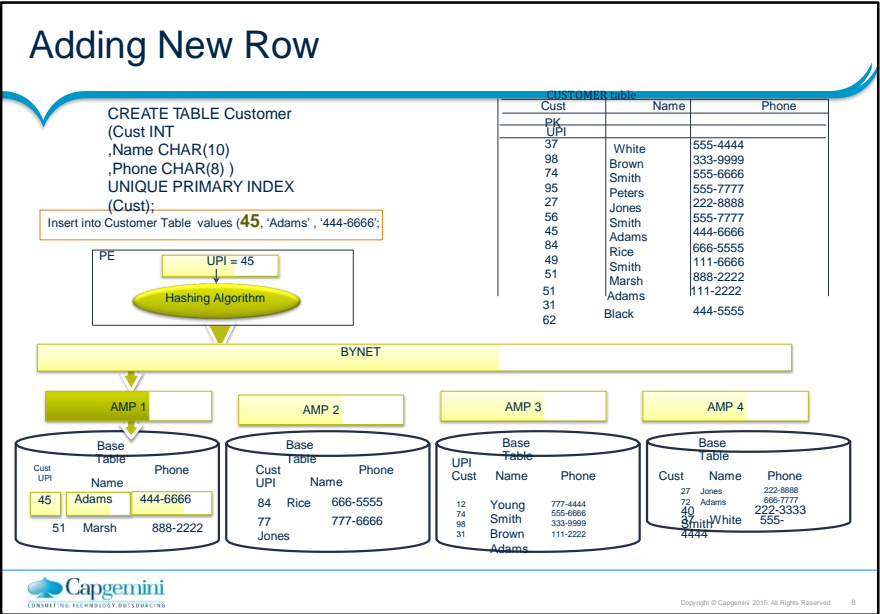 Adding New Row
CREATE TABLE Customer
(Cust INT
,Name CHAR(10)
,Phone CHAR(8) )
UNIQUE PRIMARY INDEX
(Cust);
Insert into Customer Table values (45, ‘Adams’ , ‘444-6666’;
CUSTOMER table
Cust Name Phone
PK
UPI
37 White 555-4444
98 Brown 333-9999
74 Smith 555-6666
95 Peters 555-7777
27 Jones 222-8888
56 Smith 555-7777
45 Adams 444-6666
84 Rice 666-5555
49 Smith 111-6666
51 Marsh 888-2222
51 Adams 111-2222
31
62 Black 444-5555
PE
UPI = 45
Hashing Algorithm
BYNET
AMP 1
AMP 2
AMP 3
AMP 4
Base
Table
Cust
UPI
Name
Phone
45 Adams 444-6666
51 Marsh 888-2222
Base
Table
Cust
UPI
Name
Phone
84 Rice 666-5555
77 777-6666
Jones
Base
Table
UPI
Cust Name Phone
12 Young 777-4444
74 Smith 555-6666
98 Brown 333-9999
31 Adams 111-2222
Base
Table
Cust Name Phone
27 Jones 222-8888
72 Adams 666-7777
40 222-3333
Smith
37 White 555-
4444
Capgemini
CONSULTING.TECHNOLOGY.OUTSOURCING
Copyright © Capgemini 2015. All Rights Reserved 8